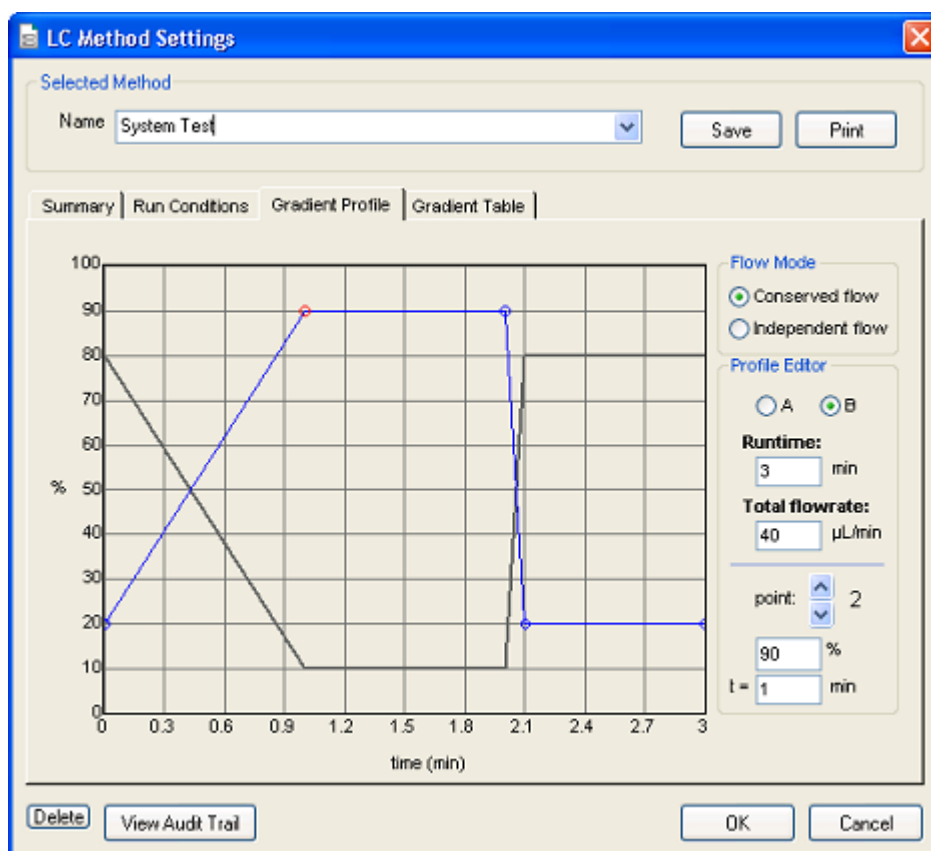 LC Method Settings
Selected Method
Name System Test Save Print
Summary Run Conditions Gradient Profile Gradient Table
100
90
80
70
60
50
40
30
20
10
0
%
0 0.3 0.6 0.9 1.2 1.5 1.8 2.1 2.4 2.7 3
time (min)
Flow Mode
Conserved flow
Independent flow
Profile Editor
A B
Runtime:
3 min
Total flowrate:
40 µL/min
point: 2
90 %
t = 1 min
Delete View Audit Trail OK Cancel